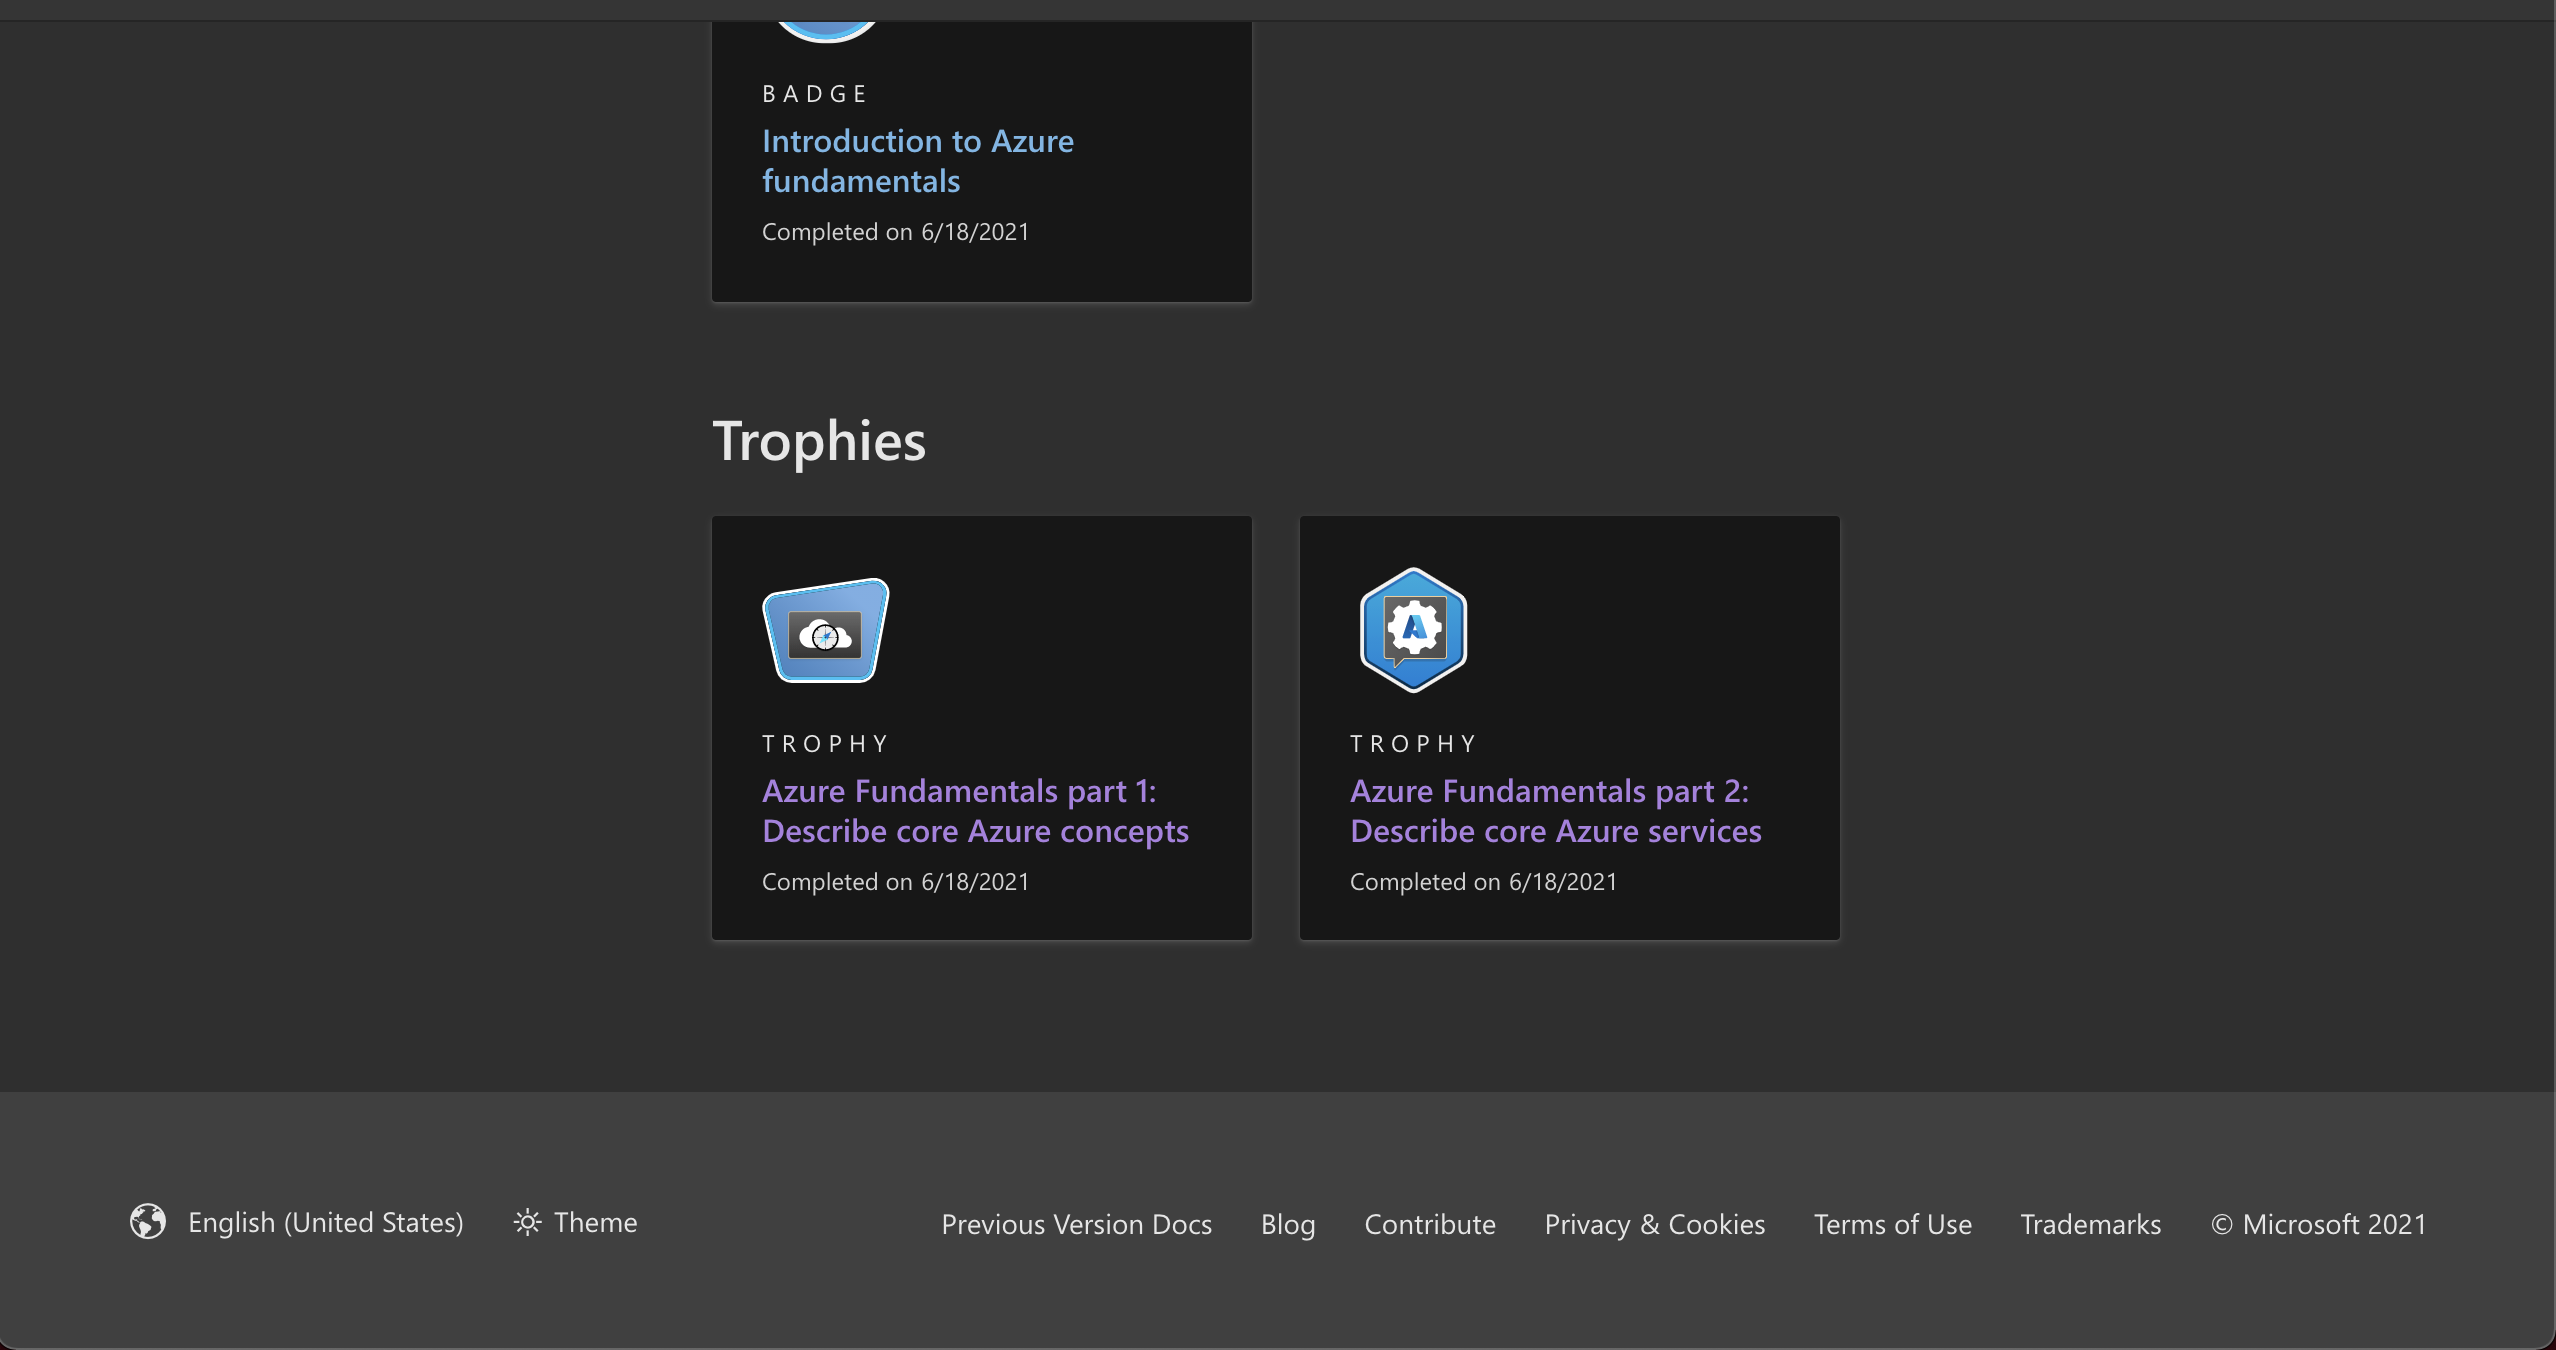 BADGE
Introduction to Azure
fundamentals
Completed on 6/18/2021
Trophies
TROPHY
Azure Fundamentals part 1:
Describe core Azure concepts
Completed on 6/18/2021
TROPHY
Azure Fundamentals part 2:
Describe core Azure services
Completed on 6/18/2021
English (United States)
Theme
Previous Version Docs
Blog
Contribute
Privacy & Cookies
Terms of Use
Trademarks
© Microsoft 2021